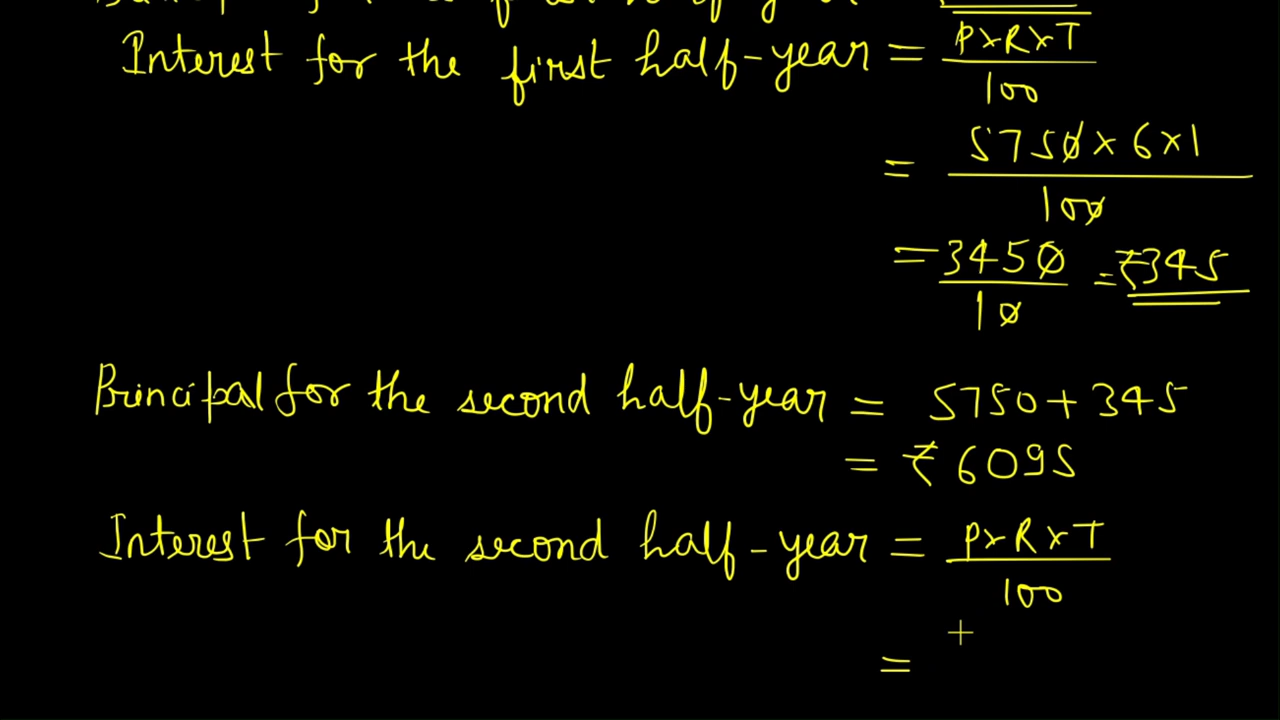 Interest for the first half-year = P×R×T
100
= 5750×6×1
100
= 3450 = ₹345
10
Principal for the second half-year = 5750+345
= ₹6095
Interest for the second half-year = P×R×T
100
=